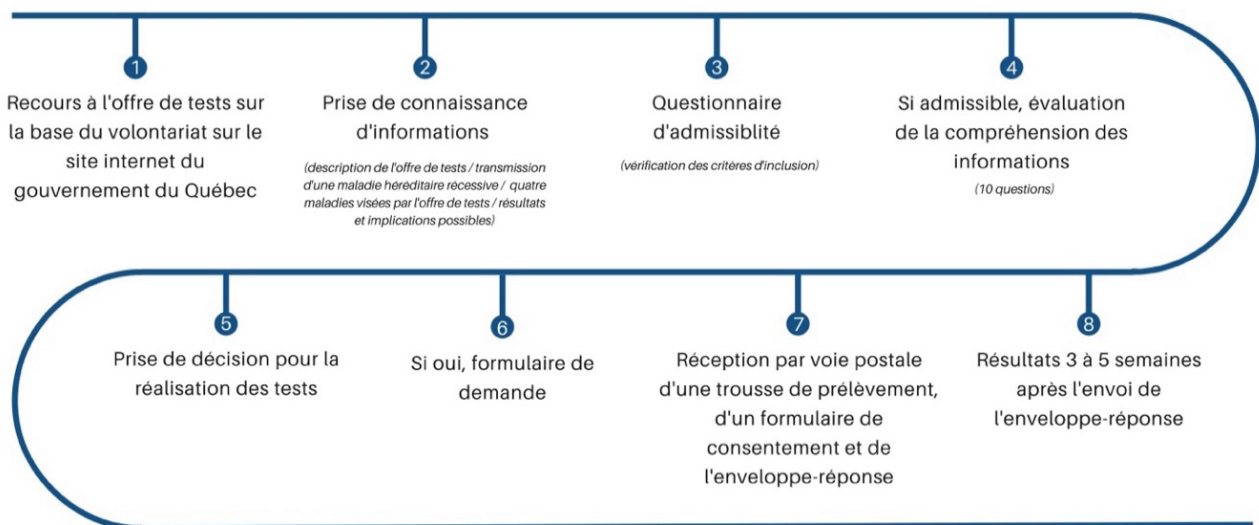 1
Recours à l'offre de tests sur
la base du volontariat sur le
site internet du
gouvernement du Québec
2
Prise de connaissance
d'informations
(description de l'offre de tests / transmission
d'une maladie héréditaire récessive / quatre
maladies visées par l'offre de tests / résultats
et implications possibles)
3
Questionnaire
d'admissiblité
(vérification des critères d'inclusion)
4
Si admissible, évaluation
de la compréhension des
informations
(10 questions)
5
Prise de décision pour la
réalisation des tests
6
Si oui, formulaire de
demande
7
Réception par voie postale
d'une trousse de prélèvement,
d'un formulaire de
consentement et de
l'enveloppe-réponse
8
Résultats 3 à 5 semaines
après l'envoi de
l'enveloppe-réponse